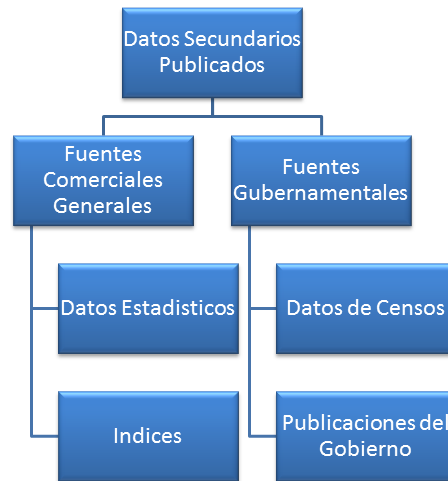 Datos Secundarios
Publicados
Fuentes
Comerciales
Generales
Fuentes
Gubernamentales
Datos Estadisticos
Datos de Censos
Indices
Publicaciones del
Gobierno